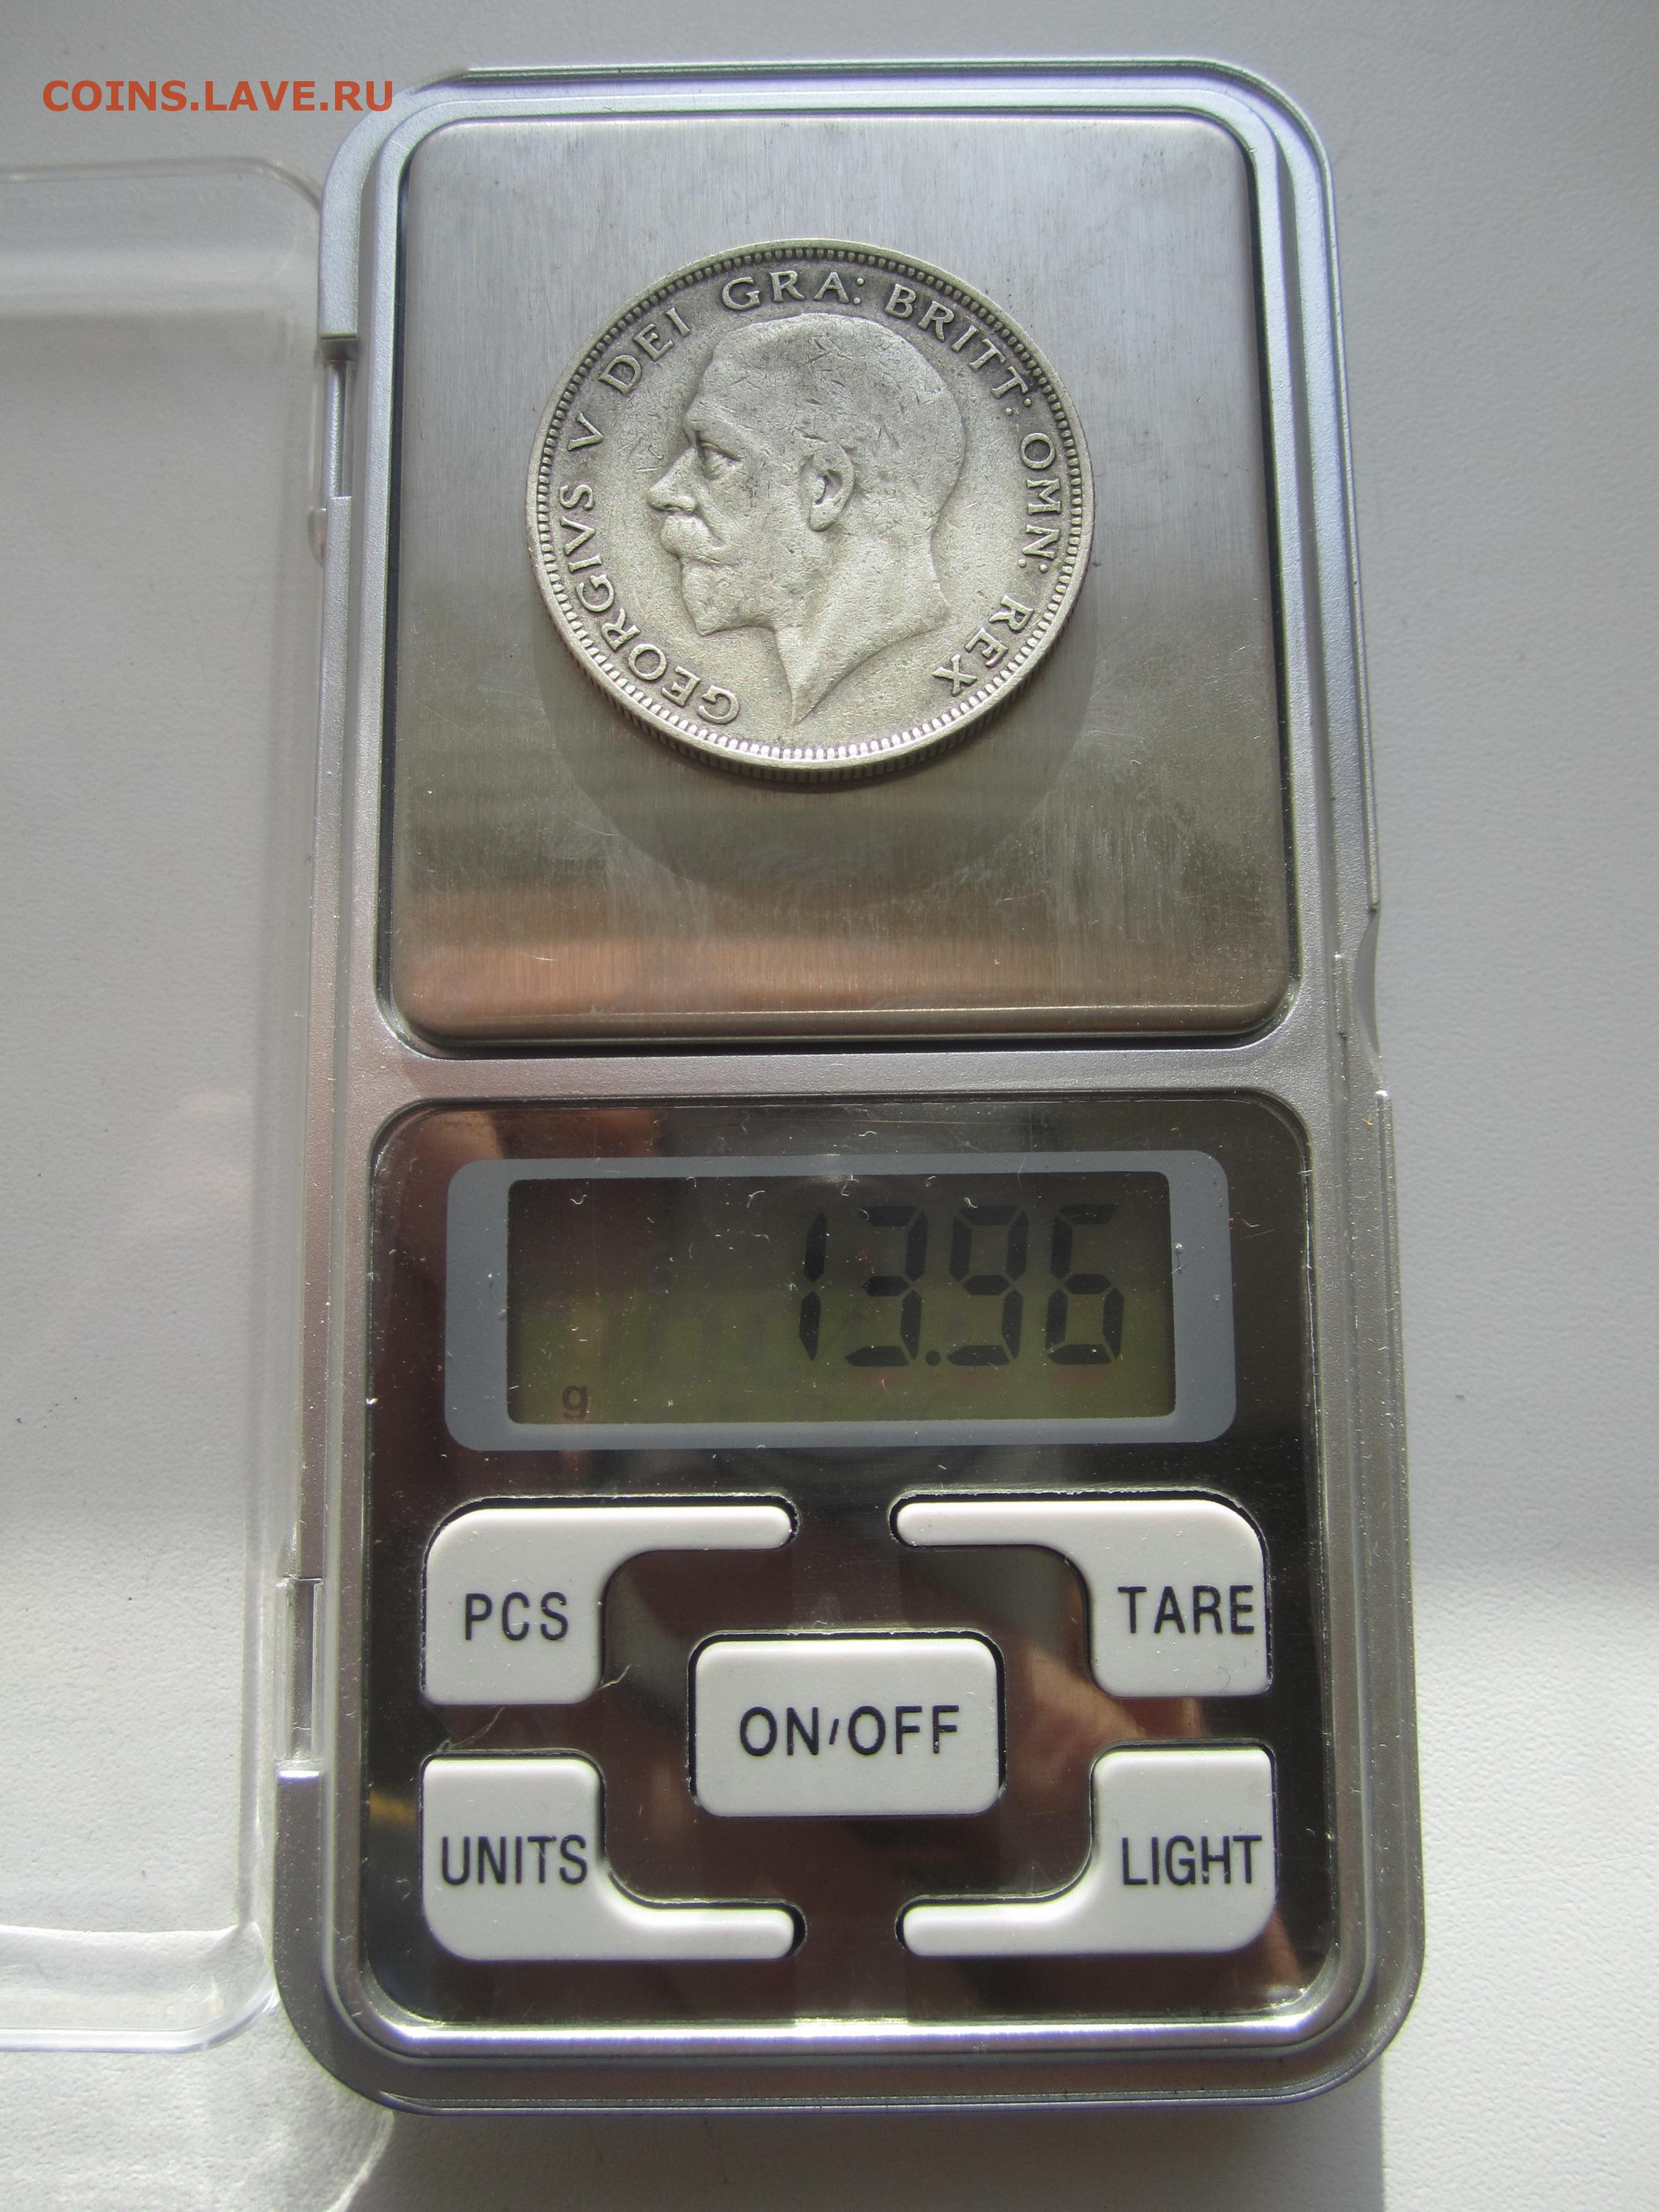 COINS.LAVE.RU
GEORGIVS V DEI GRA: BRITT: OMN: REX
13.96
g
PCS
TARE
ON/OFF
UNITS
LIGHT